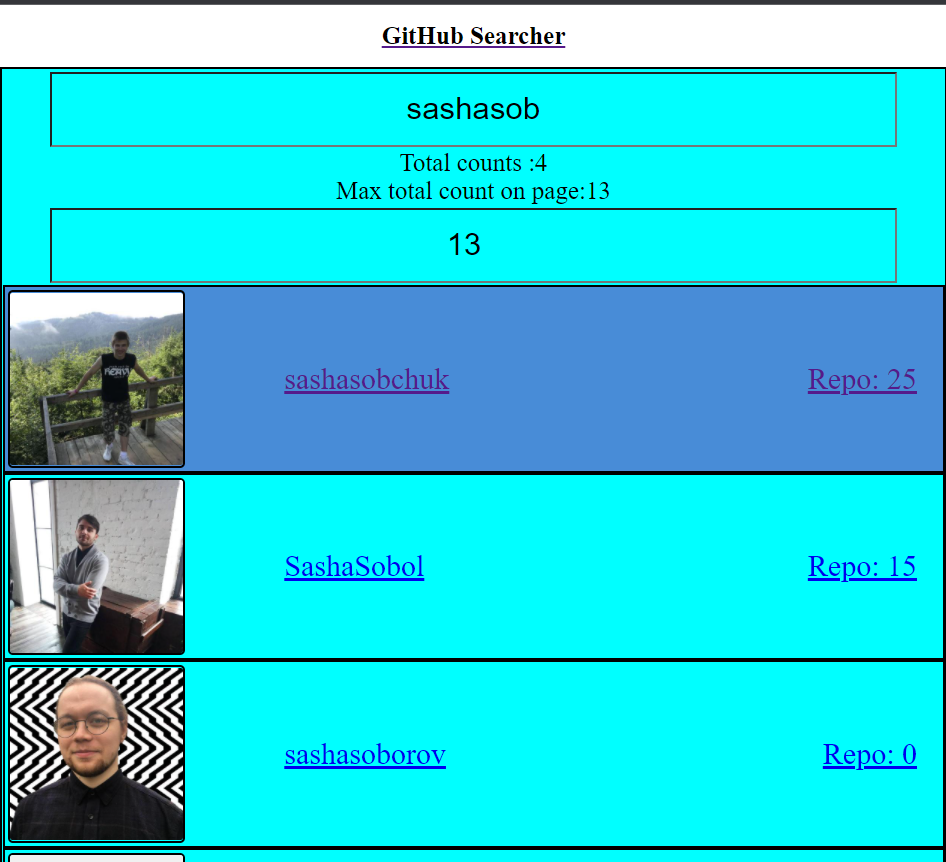 GitHub Searcher
sashasob
Total counts :4
Max total count on page:13
13
sashasobchuk
Repo: 25
SashaSobol
Repo: 15
sashasoborov
Repo: 0